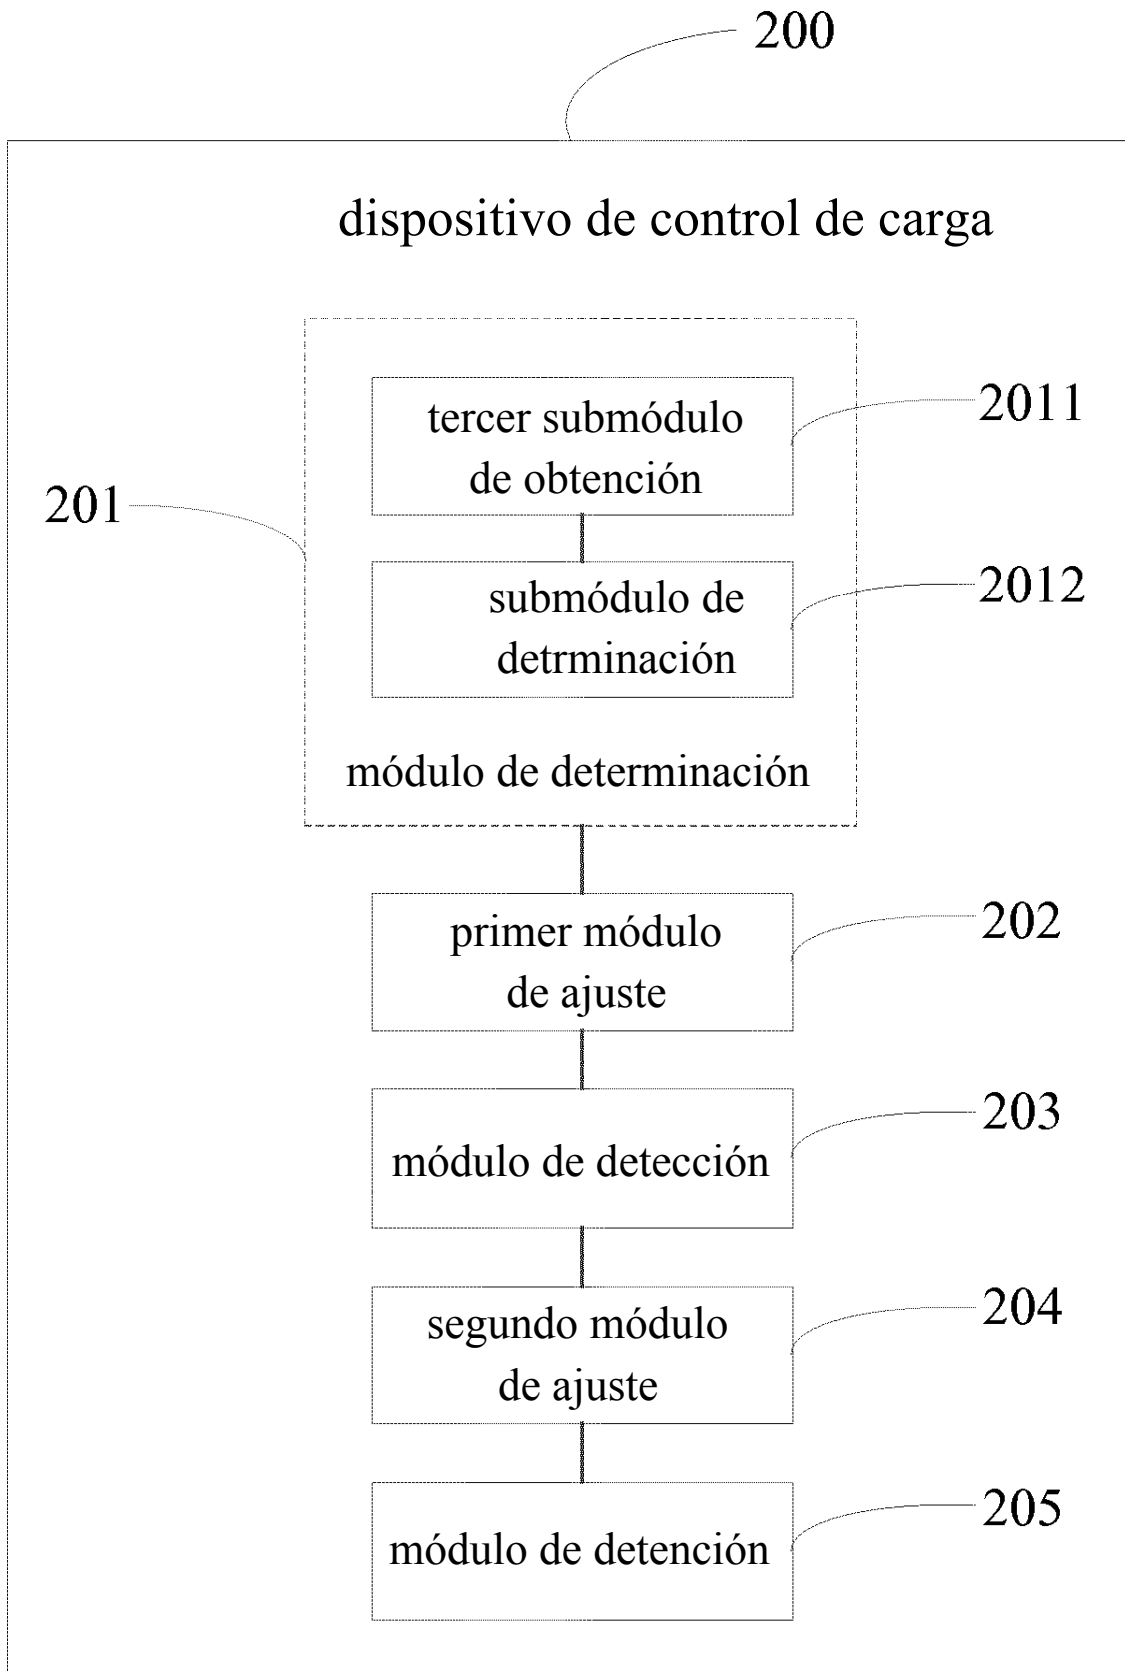 200
dispositivo de control de carga
tercer submódulo
de obtención
2011
201
submódulo de
detrminación
2012
módulo de determinación
primer módulo
de ajuste
202
módulo de detección
203
segundo módulo
de ajuste
204
módulo de detención
205